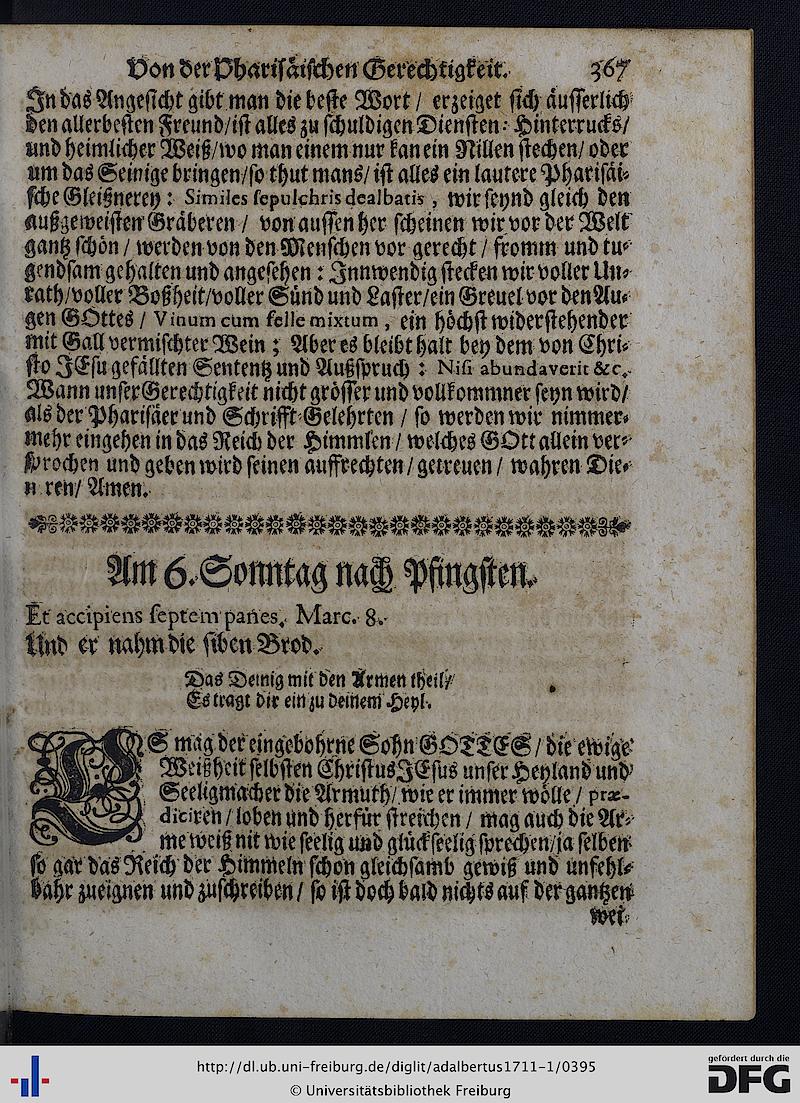 Von der Pharisäischen Gerechtigkeit. 367
In das Angesicht gibt man die beste Wort / erzeiget sich äusserlich
den allerbesten Freund/ist alles zu schuldigen Diensten: Hinterrucks/
und heimlicher Weiß/wo man einem nur kan ein Nillen stechen/ oder
um das Seinige bringen/so thut mans/ ist alles ein lautere Pharisäi-
sche Gleißnerey: Similes sepulchris dealbatis, wir seynd gleich den
außgeweisten Gräberen / von aussen her scheinen wir vor der Welt
gantz schön / werden von den Menschen vor gerecht / fromm und tu-
gendsam gehalten und angesehen: Innwendig stecken wir voller Un-
rath/voller Boßheit/voller Sünd und Laster/ein Greuel vor den Au-
gen GOttes / Vinum cum felle mixtum, ein höchst widerstehender
mit Gall vermischter Wein; Aber es bleibt halt bey dem von Chri-
sto JEsu gefällten Sententz und Außspruch: Nisi abundaverit &c.
Wann unser Gerechtigkeit nicht grösser und vollkommner seyn wird/
als der Pharisäer und Schrifft-Gelehrten / so werden wir nimmer-
mehr eingehen in das Reich der Himmlen / welches GOtt allein ver-
sprochen und geben wird seinen auffrechten / getreuen / wahren Die-
n ren/ Amen.
Am 6. Sonntag nach Pfingsten.
Et accipiens septem panes. Marc. 8.
Und er nahm die siben Brod.
Das Deinig mit den Armen theil/
Es tragt dir ein zu deinem Heyl.
ES mag der eingebohrne Sohn GOTTES / die ewige
Weißheit selbsten Christus JEsus unser Heyland und
Seeligmacher die Armuth/ wie er immer wölle / præ-
diciren / loben und herfür streichen / mag auch die Ar-
me weiß nit wie seelig und glückseelig sprechen/ja selben
so gar das Reich der Himmeln schon gleichsamb gewiß und unfehl-
bahr zueignen und zuschreiben / so ist doch bald nichts auf der gantzen
wei-
http://dl.ub.uni-freiburg.de/diglit/adalbertus1711-1/0395
© Universitätsbibliothek Freiburg
gefördert durch die
DFG